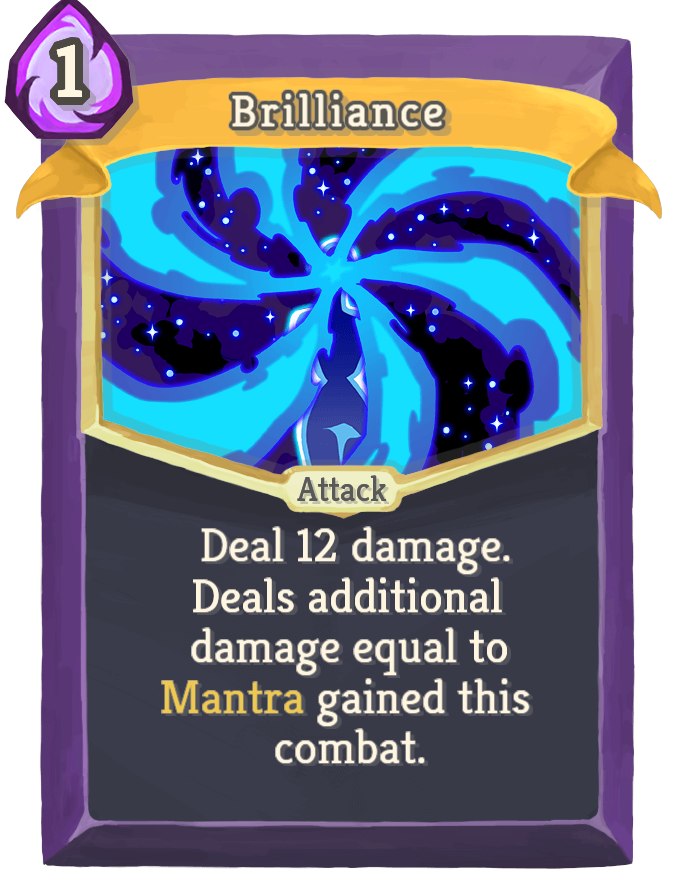 1
Brilliance
Attack
Deal 12 damage.
Deals additional
damage equal to
Mantra gained this
combat.